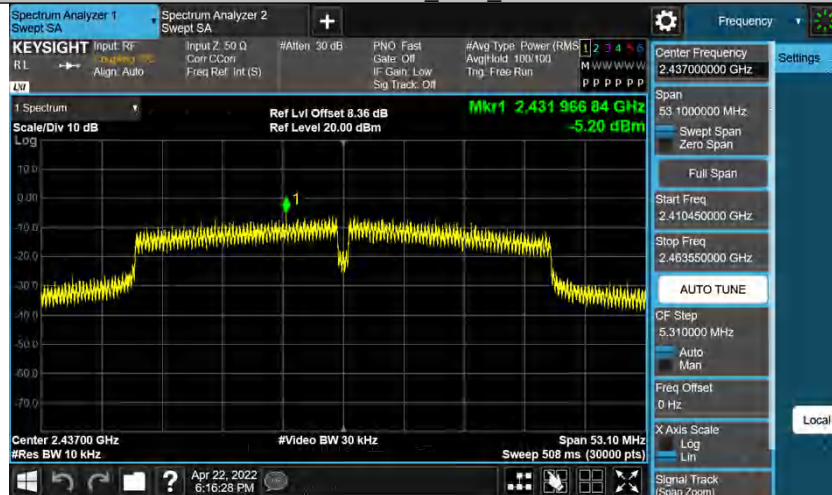 Spectrum Analyzer 1
Swept SA
Spectrum Analyzer 2
Swept SA
+
Frequency
KEYSIGHT
RL
LXI
Input: RF
Coupling: DC
Align: Auto
Input Z: 50 Ω
Corr CCorr
Freq Ref: Int (S)
#Atten: 30 dB
PNO: Fast
Gate: Off
IF Gain: Low
Sig Track: Off
#Avg Type: Power (RMS
Avg|Hold: 100/100
Trig: Free Run
1 2 3 4 5 6
M W W W W W
P P P P P P
1 Spectrum
Scale/Div 10 dB
Log
Ref Lvl Offset 8.36 dB
Ref Level 20.00 dBm
Mkr1 2.431 966 84 GHz
-5.20 dBm
1
10.0
0.00
-10.0
-20.0
-30.0
-40.0
-50.0
-60.0
-70.0
Center 2.43700 GHz
#Res BW 10 kHz
#Video BW 30 kHz
Span 53.10 MHz
Sweep 508 ms (30000 pts)
Center Frequency
2.437000000 GHz
Settings
Span
53.1000000 MHz
Swept Span
Zero Span
Full Span
Start Freq
2.410450000 GHz
Stop Freq
2.463550000 GHz
AUTO TUNE
CF Step
5.310000 MHz
Auto
Man
Freq Offset
0 Hz
X Axis Scale
Log
Lin
Local
Signal Track
(Span Zoom)
?
Apr 22, 2022
6:16:28 PM